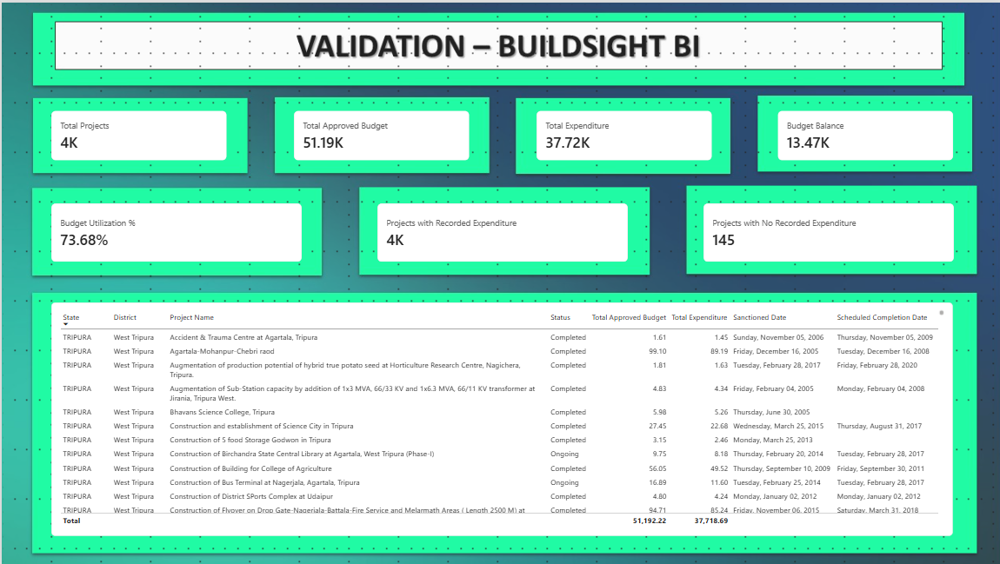 VALIDATION – BUILDSIGHT BI
Total Projects
4K
Total Approved Budget
51.19K
Total Expenditure
37.72K
Budget Balance
13.47K
Budget Utilization %
73.68%
Projects with Recorded Expenditure
4K
Projects with No Recorded Expenditure
145
State District Project Name Status Total Approved Budget Total Expenditure Sanctioned Date Scheduled Completion Date
TRIPURA West Tripura Accident & Trauma Centre at Agartala, Tripura Completed 1.61 1.45 Sunday, November 05, 2006 Thursday, November 05, 2009
TRIPURA West Tripura Agartala-Mohanpur-Chebri raod Completed 99.10 89.19 Friday, December 16, 2005 Tuesday, December 16, 2008
TRIPURA West Tripura Augmentation of production potential of hybrid true potato seed at Horticulture Research Centre, Nagichera, Completed 1.81 1.63 Tuesday, February 28, 2017 Friday, February 28, 2020
Tripura.
TRIPURA West Tripura Augmentation of Sub-Station capacity by addition of 1x3 MVA, 66/33 KV and 1x6.3 MVA, 66/11 KV transformer at Completed 4.83 4.34 Friday, February 04, 2005 Monday, February 04, 2008
Jirania, Tripura West.
TRIPURA West Tripura Bhavans Science College, Tripura Completed 5.98 5.26 Thursday, June 30, 2005
TRIPURA West Tripura Construction and establishment of Science City in Tripura Completed 27.45 22.68 Wednesday, March 25, 2015 Thursday, August 31, 2017
TRIPURA West Tripura Construction of 5 food Storage Godwon in Tripura Completed 3.15 2.46 Monday, March 25, 2013
TRIPURA West Tripura Construction of Birchandra State Central Library at Agartala, West Tripura (Phase-I) Ongoing 9.75 8.18 Thursday, February 20, 2014 Tuesday, February 28, 2017
TRIPURA West Tripura Construction of Building for College of Agriculture Completed 56.05 49.52 Thursday, September 10, 2009 Friday, September 30, 2011
TRIPURA West Tripura Construction of Bus Terminal at Nagerjala, Agartala, Tripura Ongoing 16.89 11.60 Tuesday, February 25, 2014 Tuesday, February 28, 2017
TRIPURA West Tripura Construction of District SPorts Complex at Udaipur Completed 4.80 4.24 Monday, January 02, 2012 Monday, January 02, 2012
TRIPURA West Tripura Construction of Flyover on Drop Gate-Nagerjala-Battala-Fire Service and Melarmath Areas ( Length 2500 M) at Completed 94.71 85.24 Friday, November 06, 2015 Saturday, March 31, 2018
Total 51,192.22 37,718.69